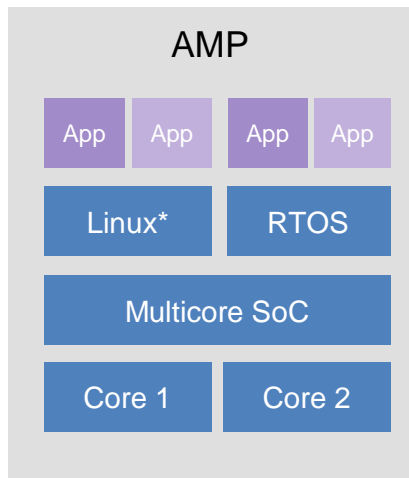 AMP
App App App App
Linux* RTOS
Multicore SoC
Core 1 Core 2